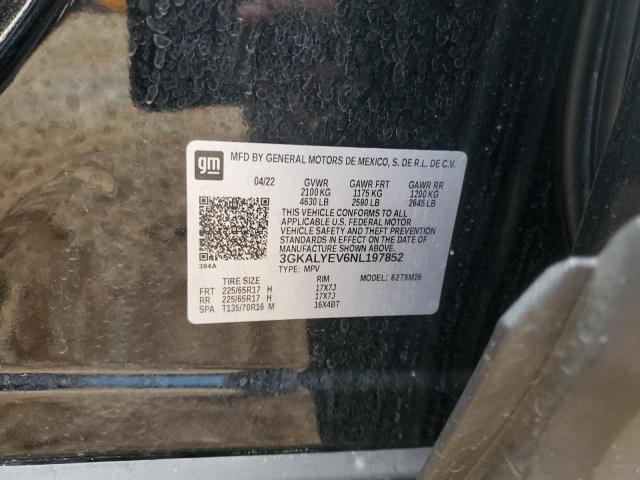 gm MFD BY GENERAL MOTORS DE MEXICO, S. DE R.L. DE C.V.
04/22 GVWR GAWR FRT GAWR RR
2100 KG 1175 KG 1200 KG
4630 LB 2590 LB 2645 LB
THIS VEHICLE CONFORMS TO ALL
APPLICABLE U.S. FEDERAL MOTOR
VEHICLE SAFETY AND THEFT PREVENTION
STANDARDS IN EFFECT ON THE DATE OF
MANUFACTURE SHOWN ABOVE.
3GKALYEV6NL197852
384A TYPE: MPV MODEL: 62TXM26
TIRE SIZE RIM
FRT 225/65R17 H 17X7J
RR 225/65R17 H 17X7J
SPA T135/70R16 M 16X4BT